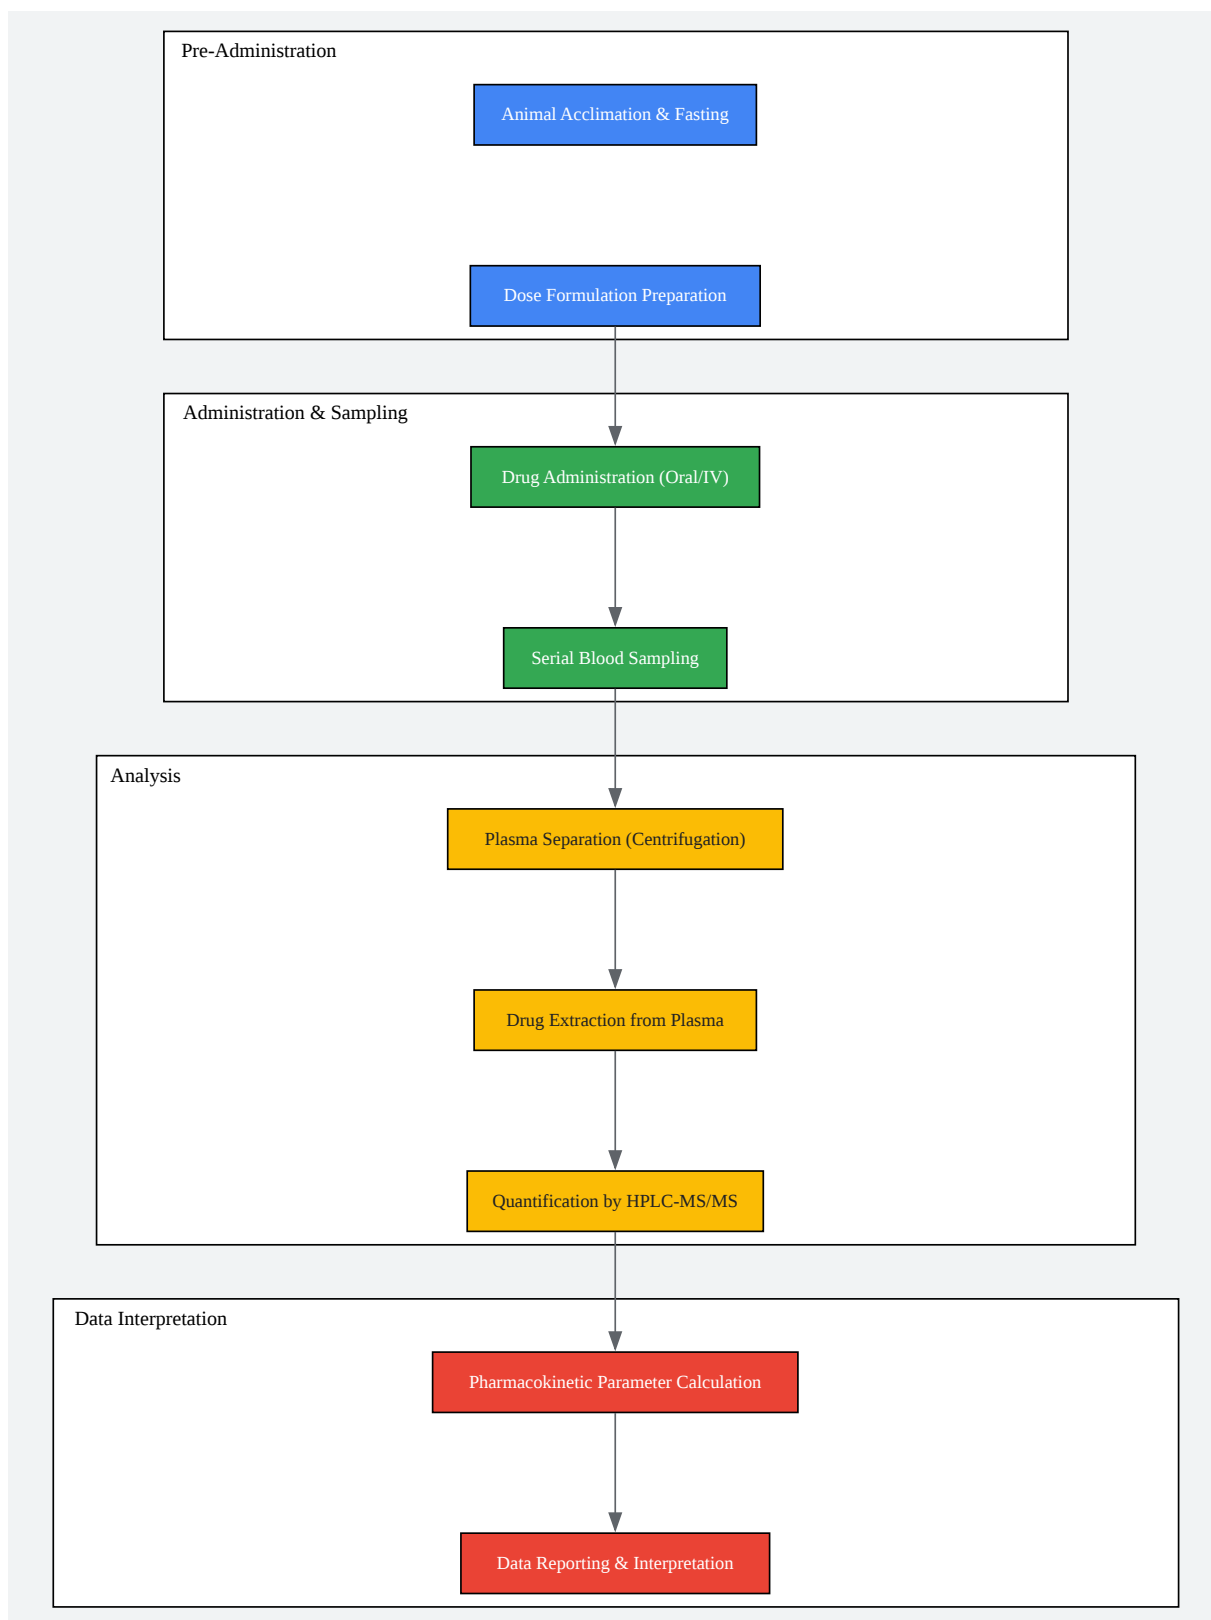 Pre-Administration
Animal Acclimation & Fasting
Dose Formulation Preparation
Administration & Sampling
Drug Administration (Oral/IV)
Serial Blood Sampling
Analysis
Plasma Separation (Centrifugation)
Drug Extraction from Plasma
Quantification by HPLC-MS/MS
Data Interpretation
Pharmacokinetic Parameter Calculation
Data Reporting & Interpretation